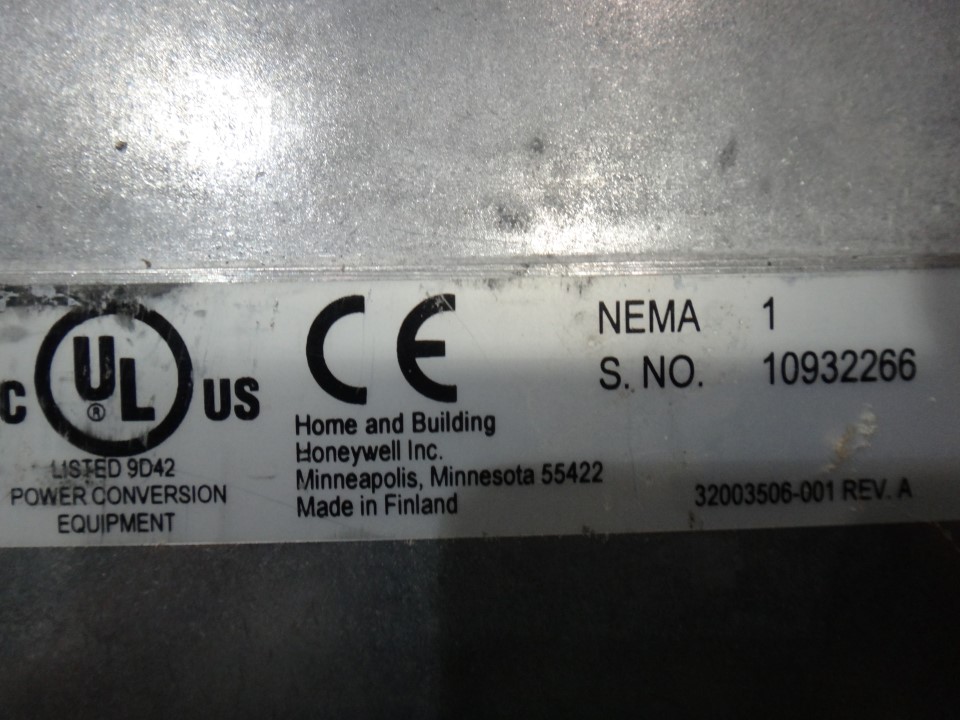 C UL ® US
LISTED 9D42
POWER CONVERSION
EQUIPMENT
CE
Home and Building
Honeywell Inc.
Minneapolis, Minnesota 55422
Made in Finland
NEMA 1
S. NO. 10932266
32003506-001 REV. A